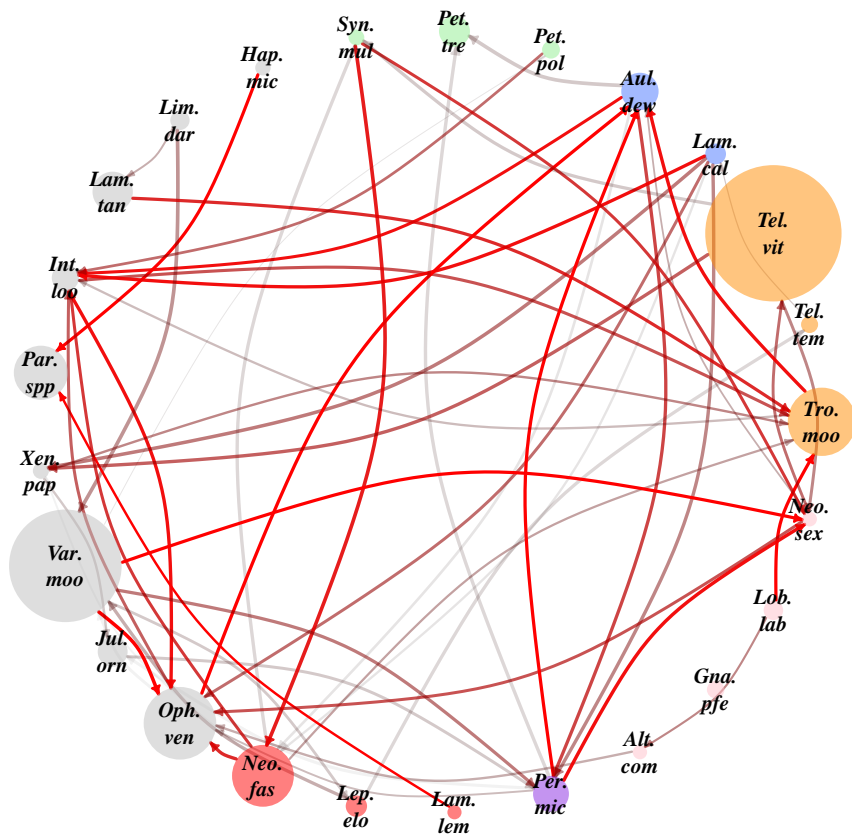 Syn.
mul
Pet.
tre
Pet.
pol
Hap.
mic
Aul.
dew
Lim.
dar
Lam.
cal
Lam.
tan
Tel.
vit
Int.
loo
Tel.
tem
Par.
spp
Tro.
moo
Xen.
pap
Neo.
sex
Var.
moo
Lob.
lab
Jul.
orn
Gna.
pfe
Oph.
ven
Alt.
com
Neo.
fas
Per.
mic
Lep.
elo
Lam.
lem